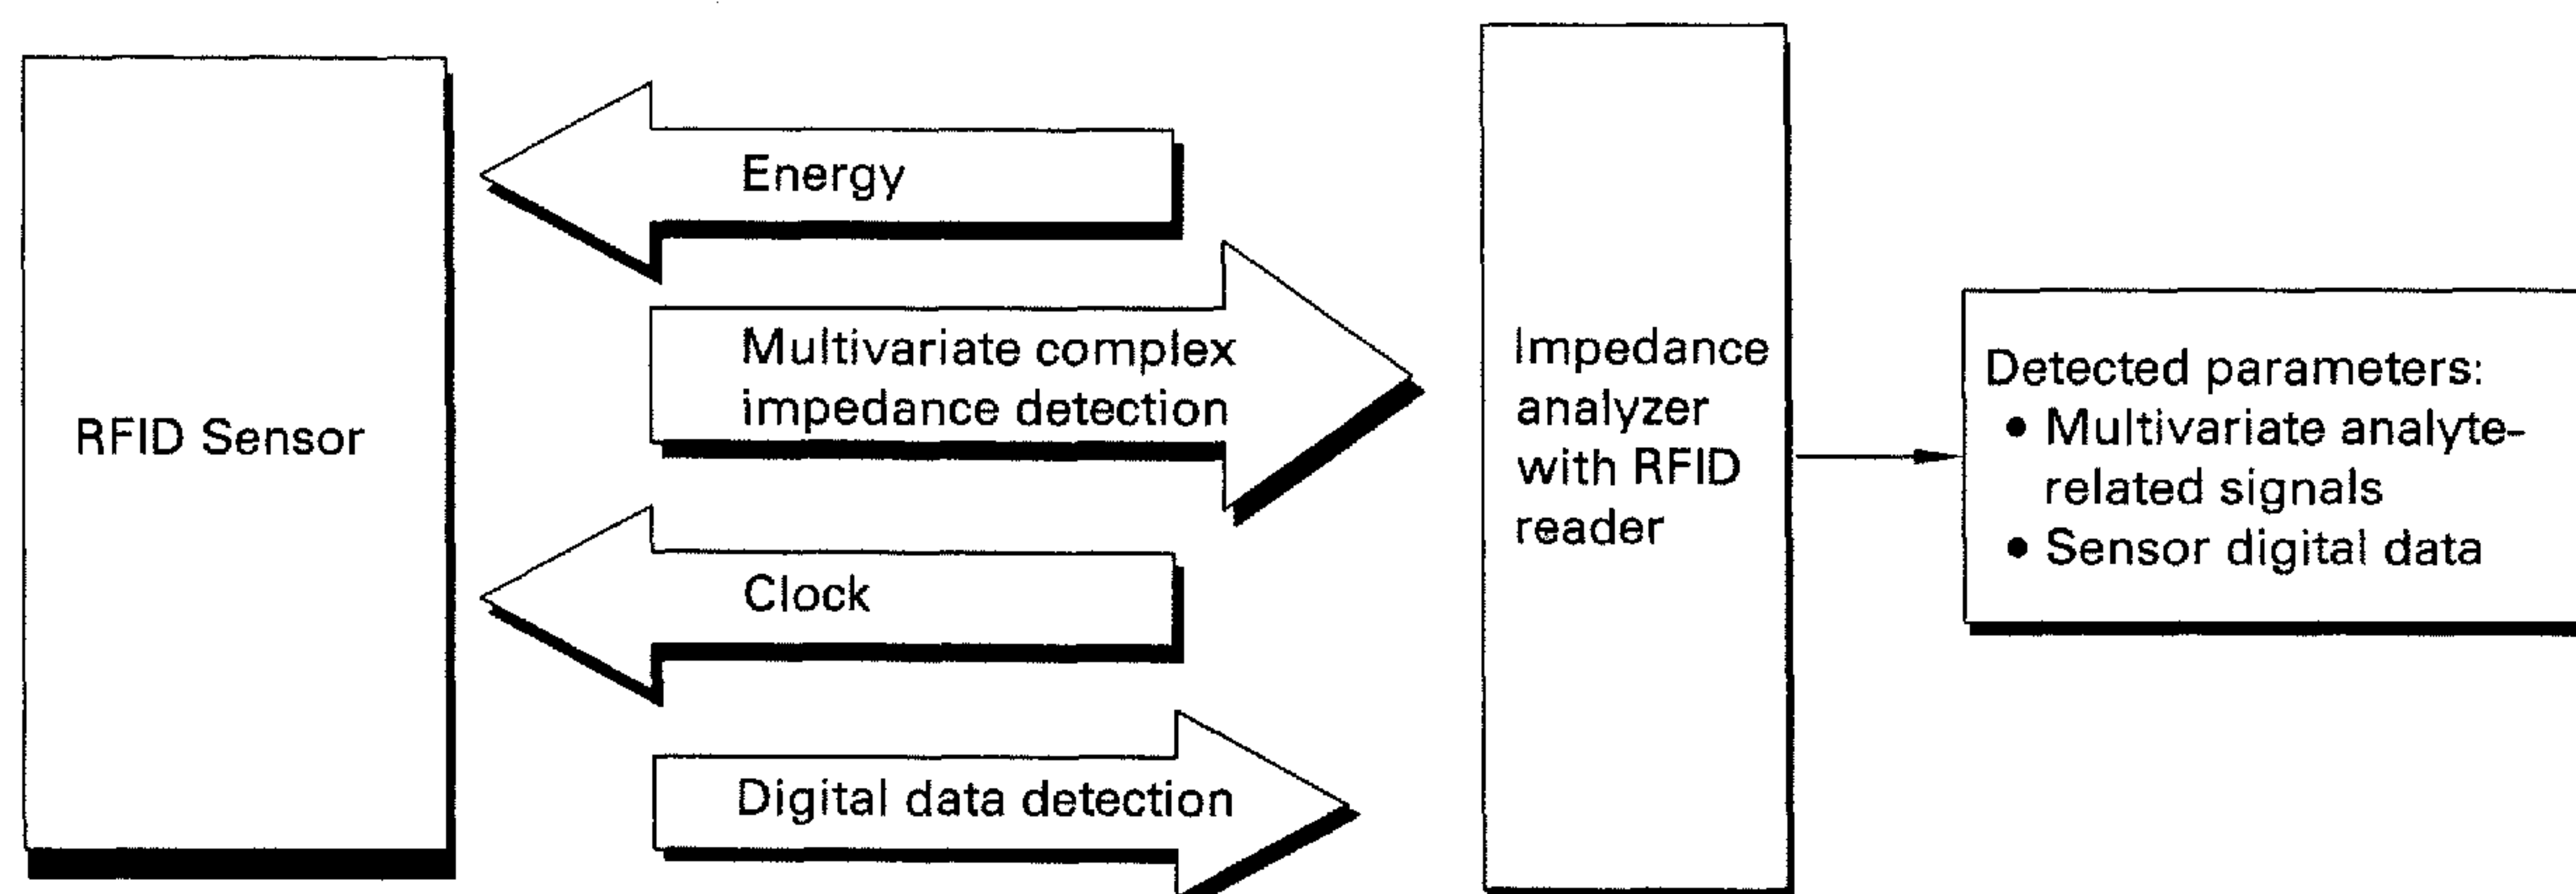 RFID Sensor
Energy
Multivariate complex
impedance detection
Clock
Digital data detection
Impedance
analyzer
with RFID
reader
Detected parameters:
• Multivariate analyte-
related signals
• Sensor digital data